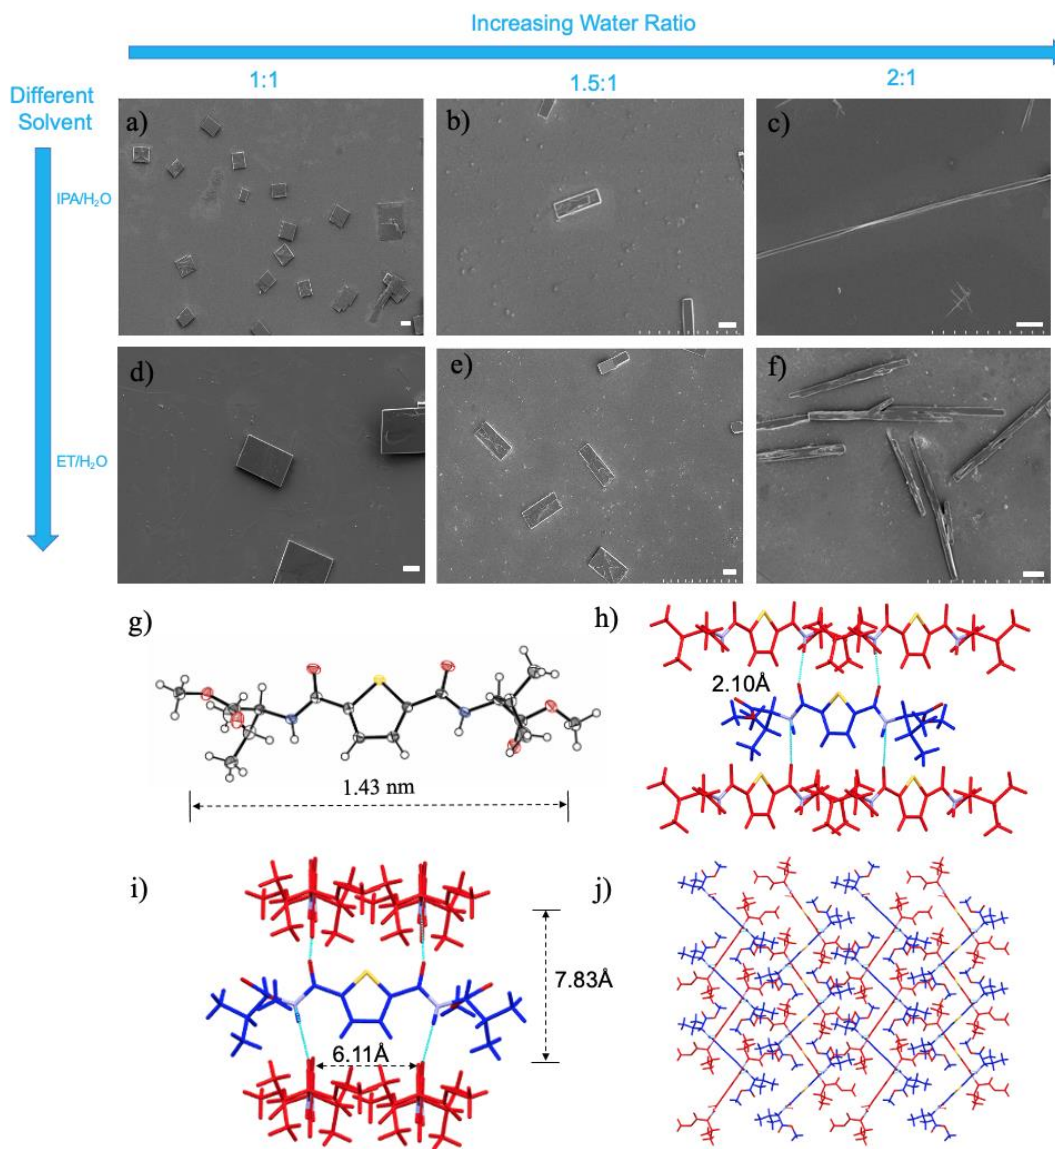 Increasing Water Ratio
1:1
1.5:1
2:1
Different
Solvent
a)
b)
c)
IPA/H₂O
d)
e)
f)
ET/H₂O
g)
h)
2.10Å
1.43 nm
i)
j)
7.83Å
6.11Å